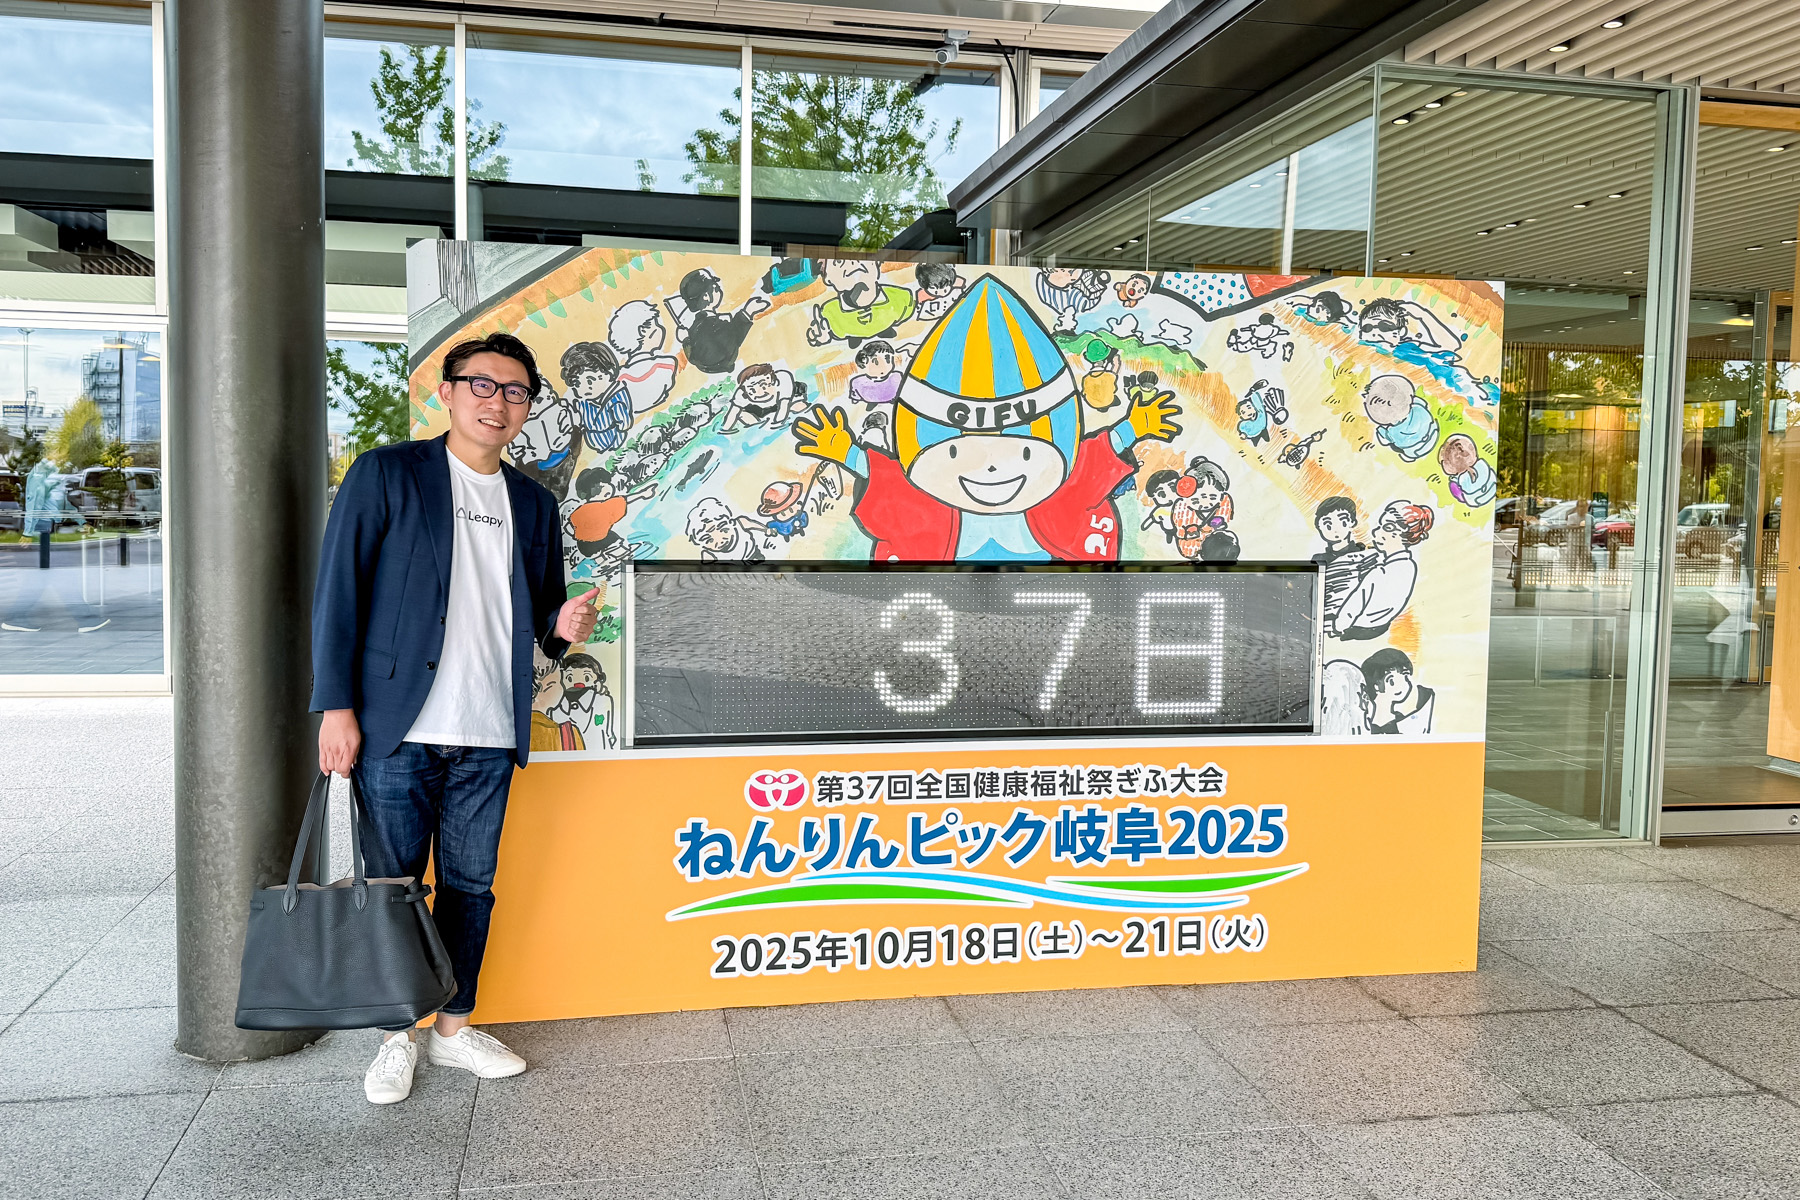 Leapy
GIFU
25
37日
第37回全国健康福祉祭ぎふ大会
ねんりんピック岐阜2025
2025年10月18日(土)〜21日(火)